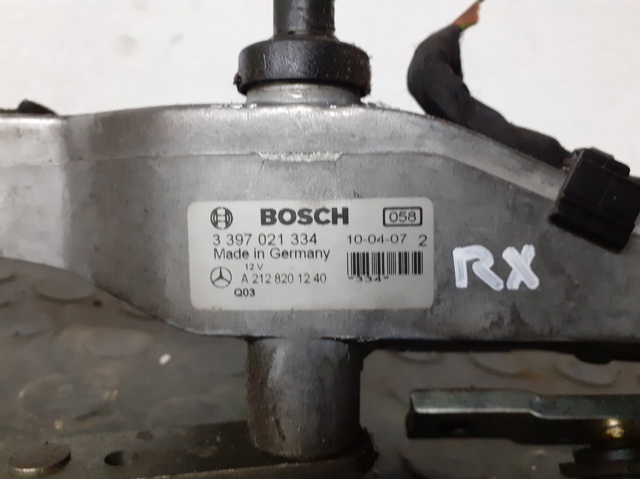 BOSCH 058
3 397 021 334 10-04-07 2
Made in Germany
12 V
A 212 820 12 40 *334*
Q03
RX